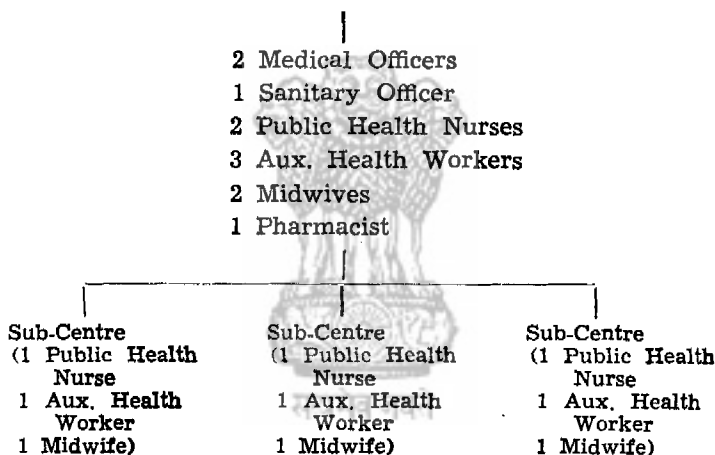 2 Medical Officers
1 Sanitary Officer
2 Public Health Nurses
3 Aux. Health Workers
2 Midwives
1 Pharmacist
Sub-Centre
(1 Public Health
Nurse
1 Aux. Health
Worker
1 Midwife)
Sub-Centre
(1 Public Health
Nurse
1 Aux. Health
Worker
1 Midwife)
Sub-Centre
(1 Public Health
Nurse
1 Aux. Health
Worker
1 Midwife)